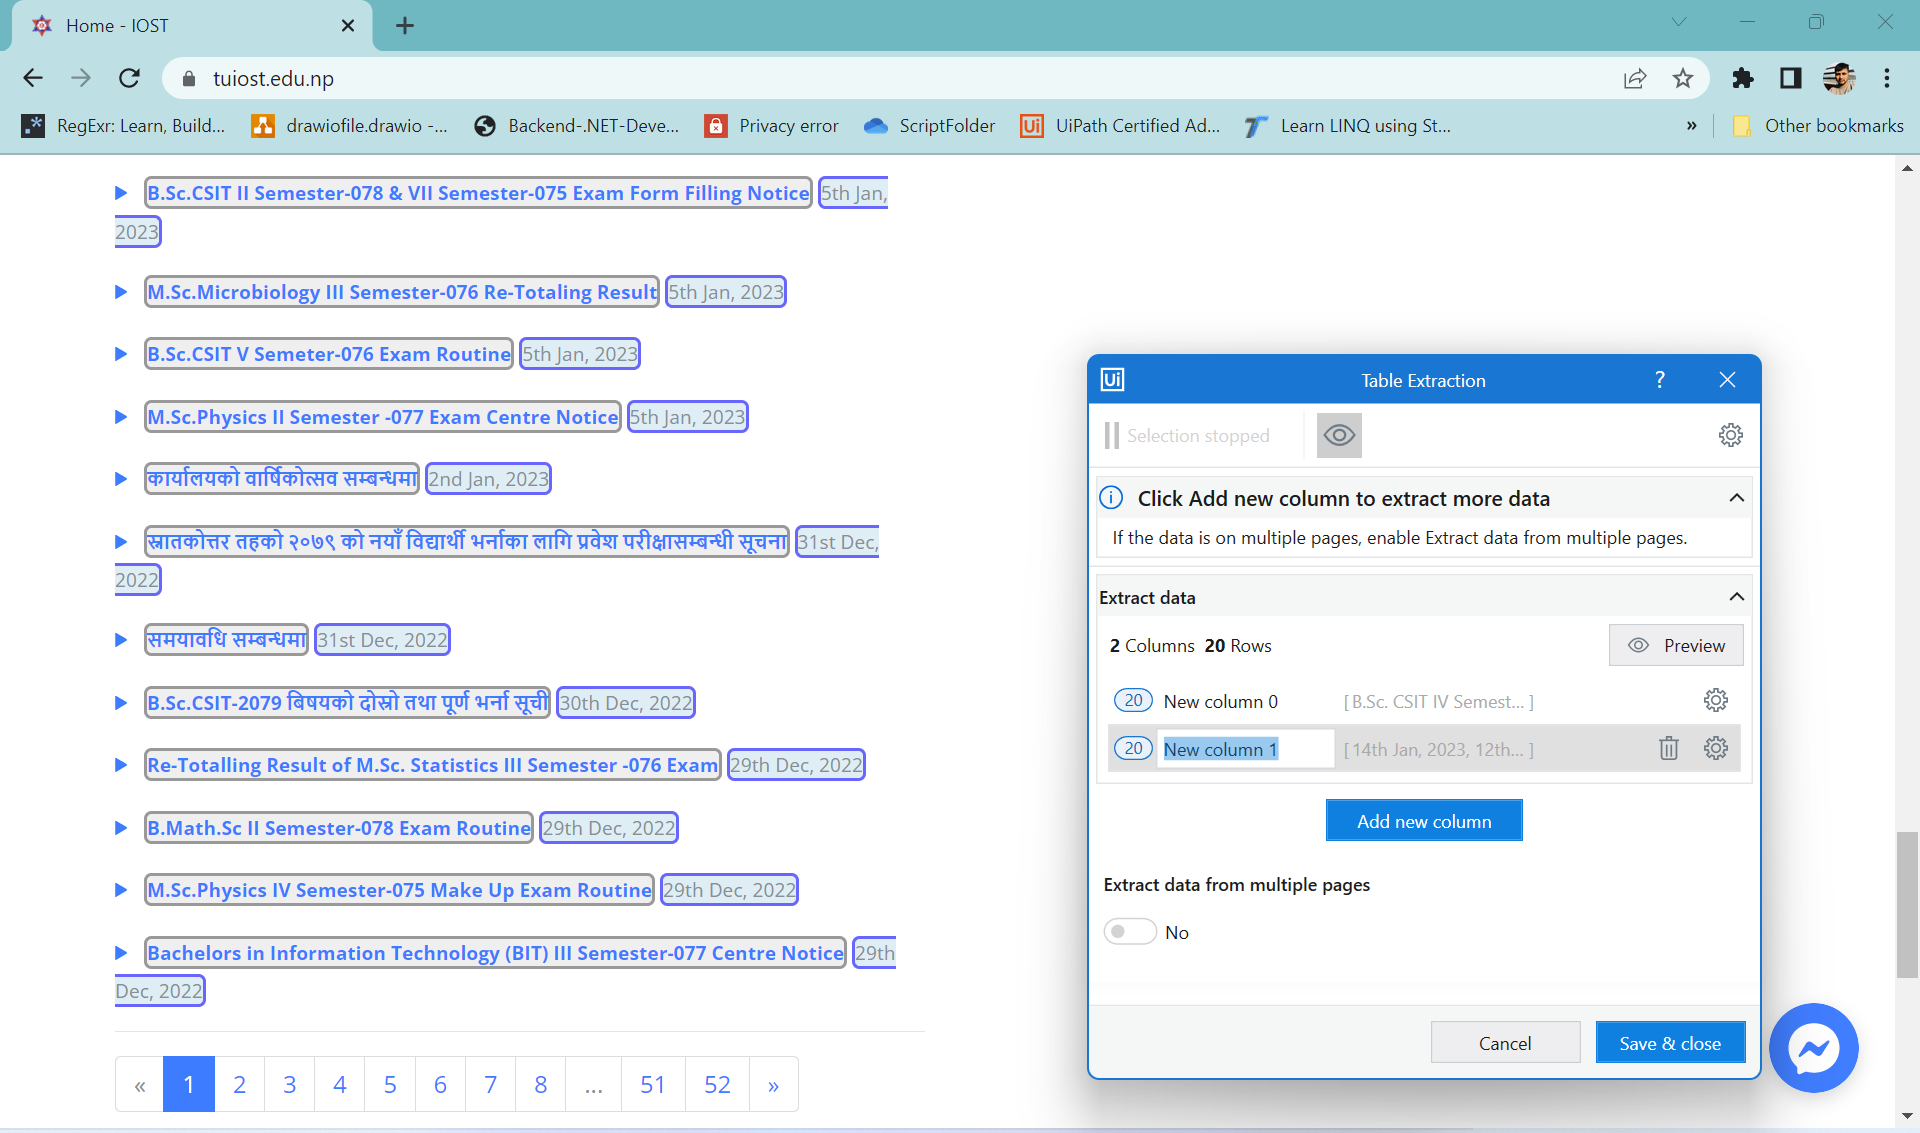 Home - IOST
tuiost.edu.np
RegExr: Learn, Build...
drawiofile.drawio -...
Backend-.NET-Deve...
Privacy error
ScriptFolder
UiPath Certified Ad...
Learn LINQ using St...
»
Other bookmarks
B.Sc.CSIT II Semester-078 & VII Semester-075 Exam Form Filling Notice 5th Jan,
2023
M.Sc.Microbiology III Semester-076 Re-Totaling Result 5th Jan, 2023
B.Sc.CSIT V Semeter-076 Exam Routine 5th Jan, 2023
M.Sc.Physics II Semester -077 Exam Centre Notice 5th Jan, 2023
कार्यालयको वार्षिकोत्सव सम्बन्धमा 2nd Jan, 2023
स्नातकोत्तर तहको २०७९ को नयाँ विद्यार्थी भर्नाका लागि प्रवेश परीक्षासम्बन्धी सूचना 31st Dec,
2022
समयावधि सम्बन्धमा 31st Dec, 2022
B.Sc.CSIT-2079 बिषयको दोस्रो तथा पूर्ण भर्ना सूची 30th Dec, 2022
Re-Totalling Result of M.Sc. Statistics III Semester -076 Exam 29th Dec, 2022
B.Math.Sc II Semester-078 Exam Routine 29th Dec, 2022
M.Sc.Physics IV Semester-075 Make Up Exam Routine 29th Dec, 2022
Bachelors in Information Technology (BIT) III Semester-077 Centre Notice 29th
Dec, 2022
« 1 2 3 4 5 6 7 8 ... 51 52 »
Ui Table Extraction ?
Selection stopped
Click Add new column to extract more data
If the data is on multiple pages, enable Extract data from multiple pages.
Extract data
2 Columns 20 Rows
Preview
20 New column 0 [ B.Sc. CSIT IV Semest... ]
20 New column 1 [ 14th Jan, 2023, 12th... ]
Add new column
Extract data from multiple pages
No
Cancel
Save & close